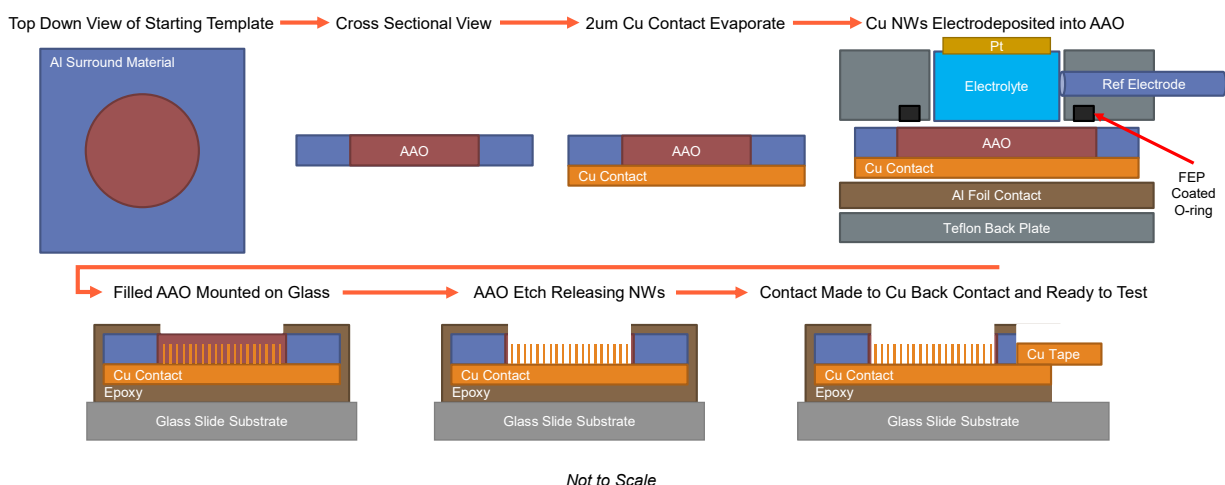 Top Down View of Starting Template
Cross Sectional View
2um Cu Contact Evaporate
Cu NWs Electrodeposited into AAO
Al Surround Material
AAO
AAO
Cu Contact
Pt
Electrolyte
Ref Electrode
AAO
Cu Contact
Al Foil Contact
Teflon Back Plate
FEP
Coated
O-ring
Filled AAO Mounted on Glass
AAO Etch Releasing NWs
Contact Made to Cu Back Contact and Ready to Test
Cu Contact
Epoxy
Glass Slide Substrate
Cu Contact
Epoxy
Glass Slide Substrate
Cu Tape
Cu Contact
Epoxy
Glass Slide Substrate
Not to Scale